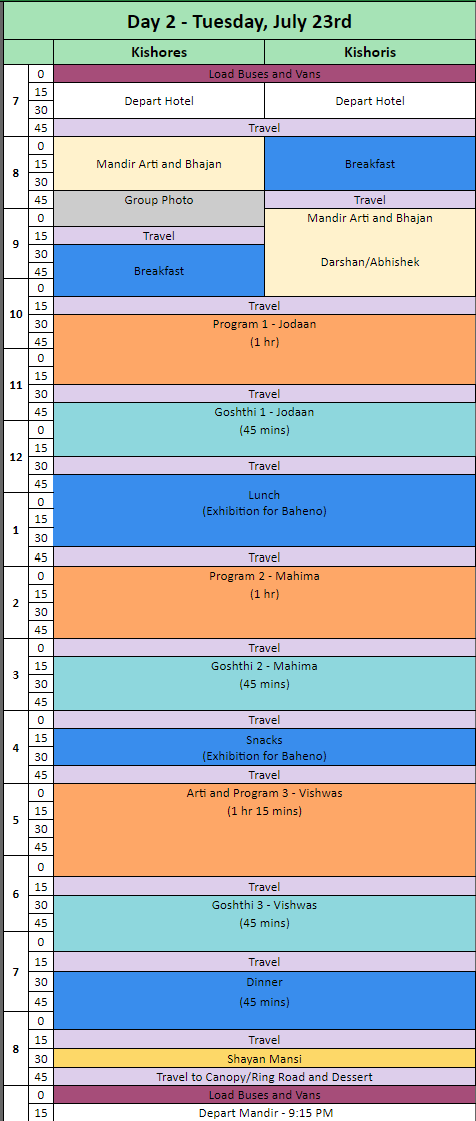 Day 2 - Tuesday, July 23rd
Kishores Kishoris
7 0 Load Buses and Vans
15
Depart Hotel Depart Hotel
30
45 Travel
8 0
15 Mandir Arti and Bhajan Breakfast
30
45 Group Photo Travel
9 0 Mandir Arti and Bhajan
15 Travel
30 Darshan/Abhishek
45 Breakfast
0
10 15 Travel
30 Program 1 - Jodaan
45 (1 hr)
0
11 15
30 Travel
45 Goshthi 1 - Jodaan
0 (45 mins)
12 15
30 Travel
45
Lunch
0
(Exhibition for Baheno)
1 15
30
45 Travel
0 Program 2 - Mahima
2 15 (1 hr)
30
45
0 Travel
3 15 Goshthi 2 - Mahima
30 (45 mins)
45
0 Travel
4 15 Snacks
30 (Exhibition for Baheno)
45 Travel
0 Arti and Program 3 - Vishwas
5 15 (1 hr 15 mins)
30
45
0
6 15 Travel
30 Goshthi 3 - Vishwas
45 (45 mins)
0
7 15 Travel
30 Dinner
45 (45 mins)
0
8 15 Travel
30 Shayan Mansi
45 Travel to Canopy/Ring Road and Dessert
0 Load Buses and Vans
15 Depart Mandir - 9:15 PM